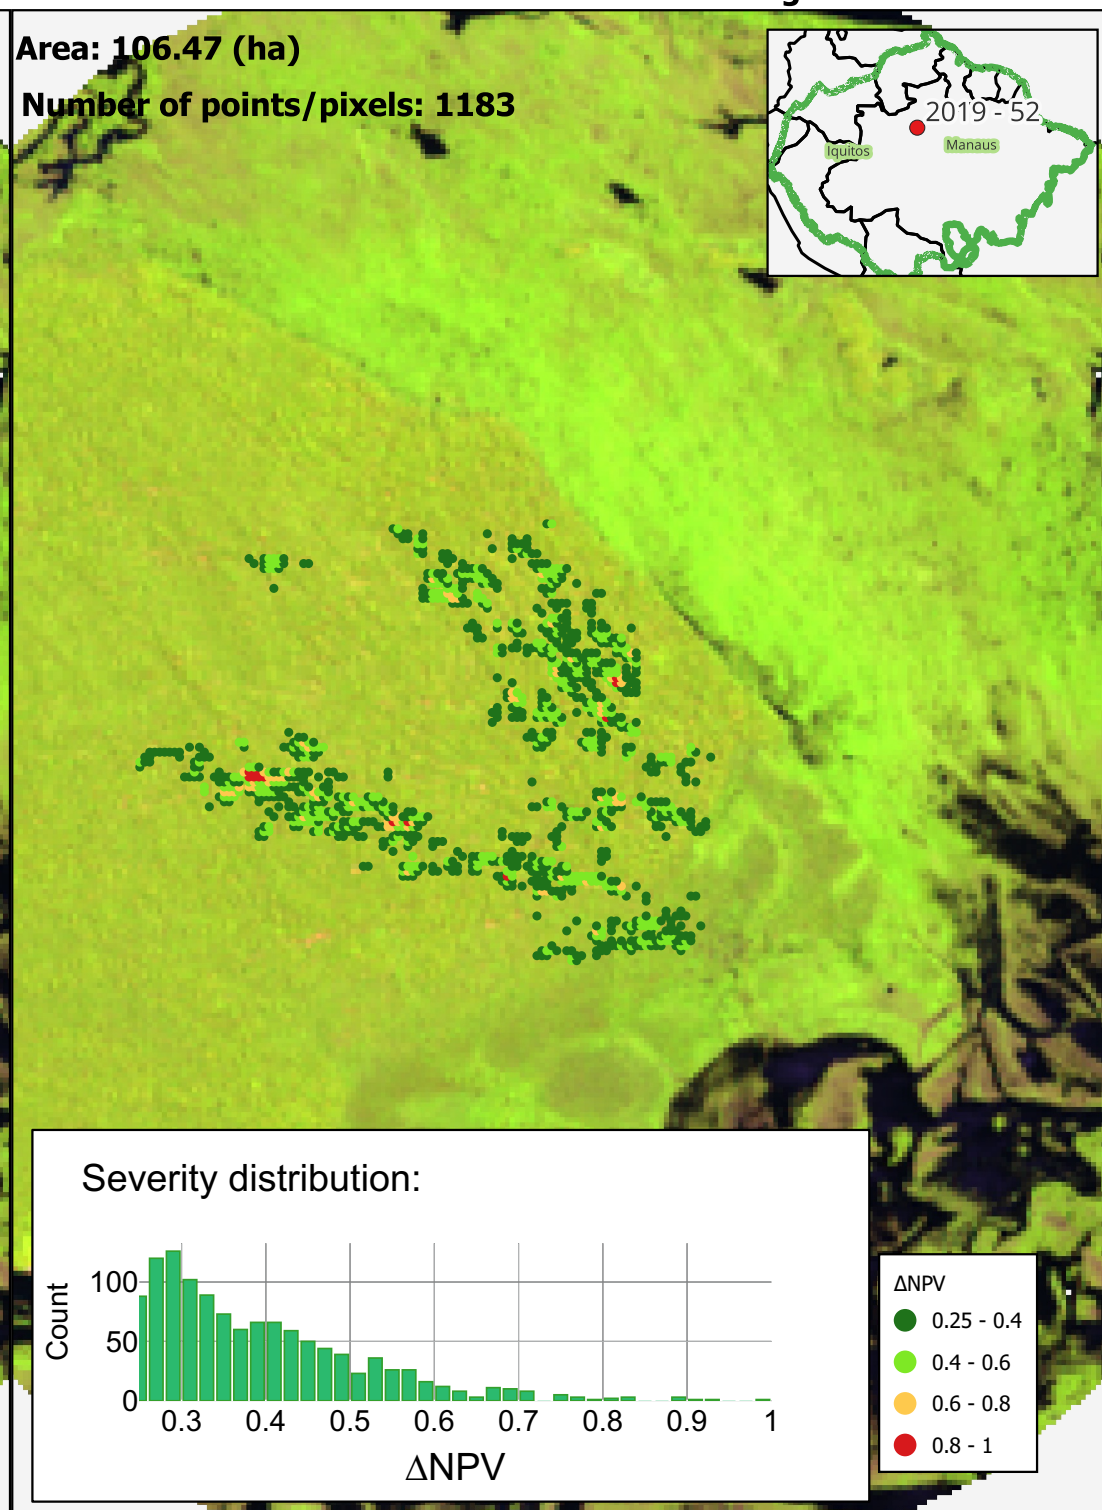 Area: 106.47 (ha)
Number of points/pixels: 1183
2019 - 52
Iquitos
Manaus
Severity distribution:
Count
100
50
0
0.3 0.4 0.5 0.6 0.7 0.8 0.9 1
ΔNPV
ΔNPV
0.25 - 0.4
0.4 - 0.6
0.6 - 0.8
0.8 - 1